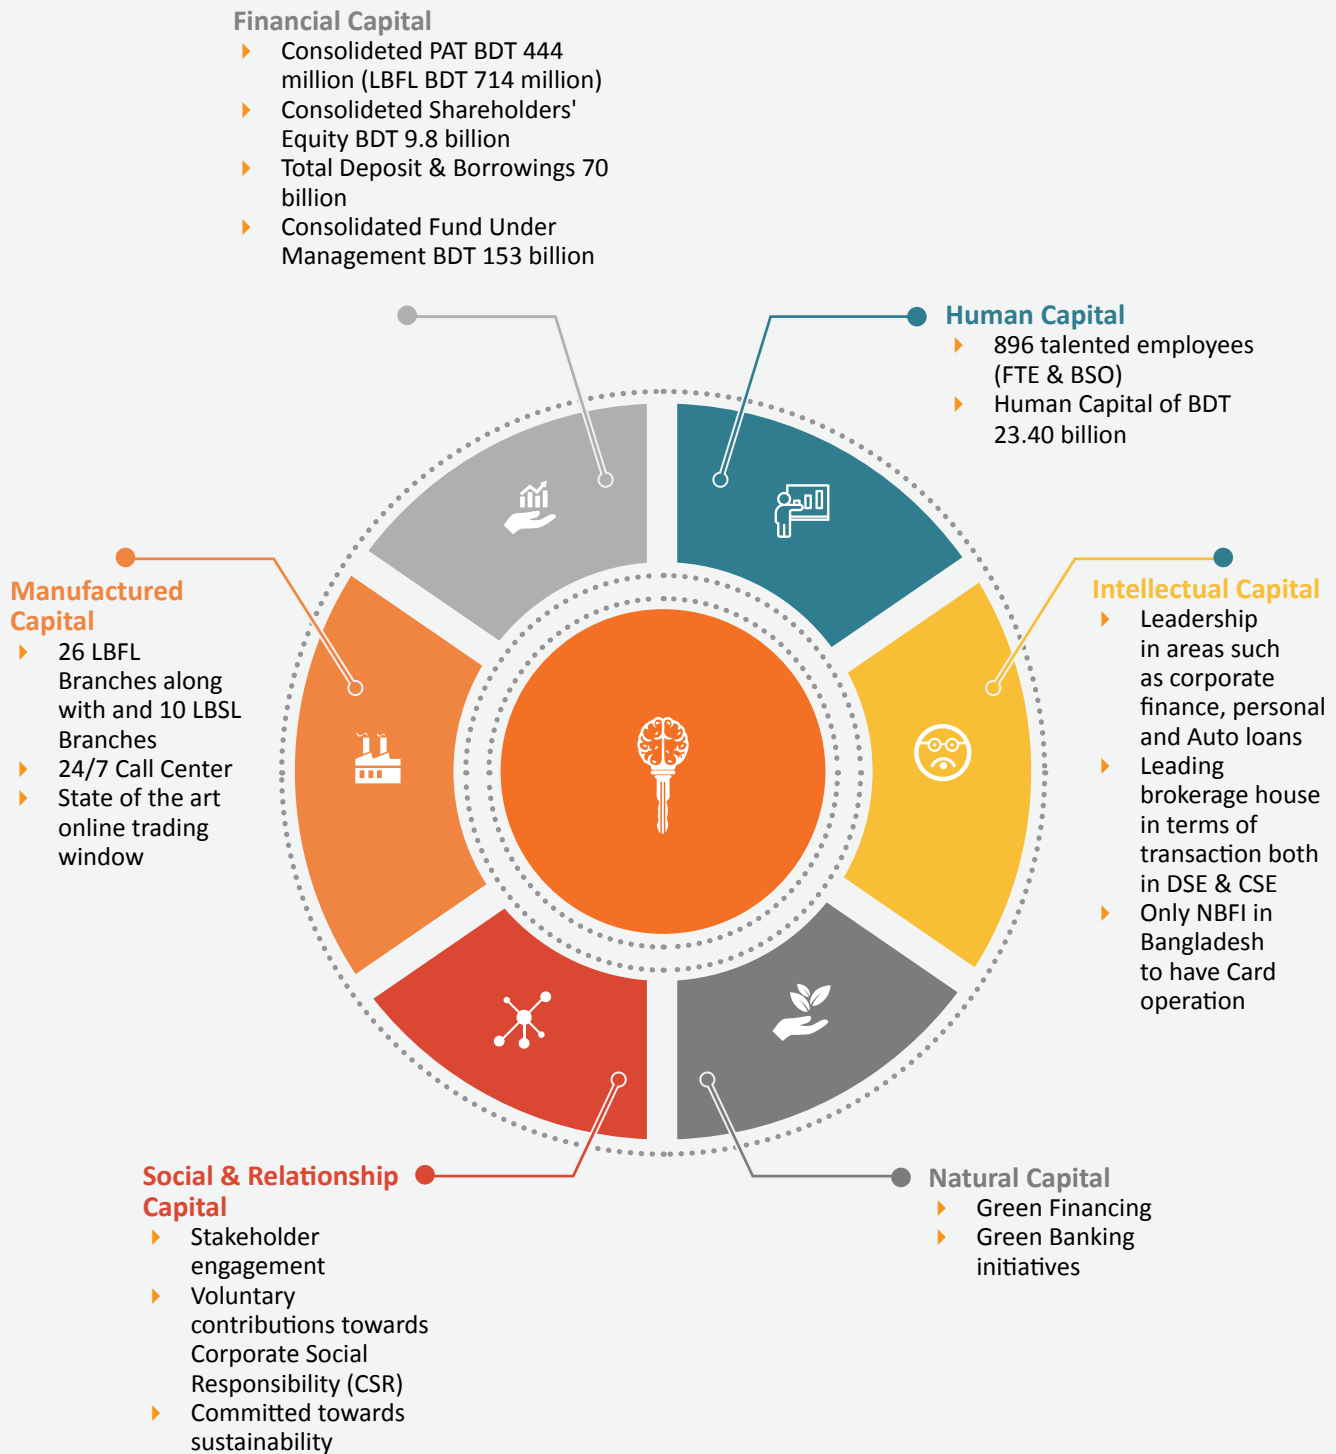 Financial Capital
Consolideted PAT BDT 444
million (LBFL BDT 714 million)
Consolideted Shareholders'
Equity BDT 9.8 billion
Total Deposit & Borrowings 70
billion
Consolidated Fund Under
Management BDT 153 billion
Human Capital
896 talented employees
(FTE & BSO)
Human Capital of BDT
23.40 billion
Manufactured
Capital
26 LBFL
Branches along
with and 10 LBSL
Branches
24/7 Call Center
State of the art
online trading
window
Intellectual Capital
Leadership
in areas such
as corporate
finance, personal
and Auto loans
Leading
brokerage house
in terms of
transaction both
in DSE & CSE
Only NBFI in
Bangladesh
to have Card
operation
Social & Relationship
Capital
Stakeholder
engagement
Voluntary
contributions towards
Corporate Social
Responsibility (CSR)
Committed towards
sustainability
Natural Capital
Green Financing
Green Banking
initiatives